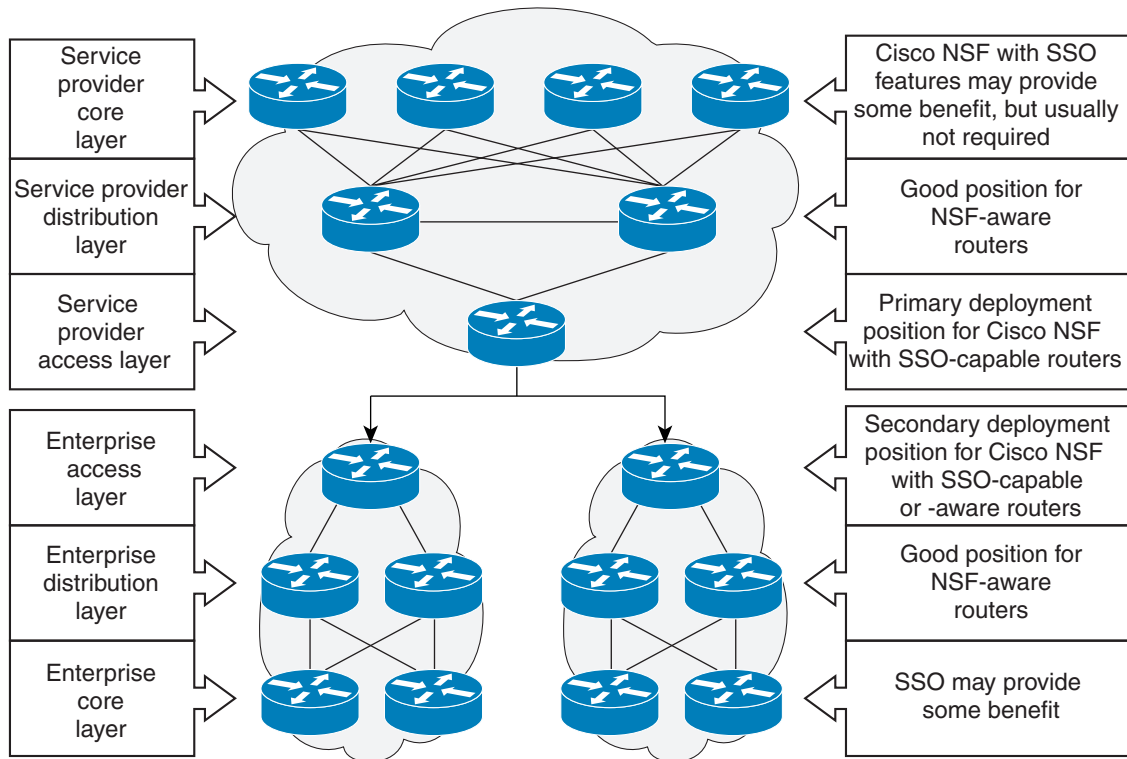 Service
provider
core
layer
Cisco NSF with SSO
features may provide
some benefit, but usually
not required
Service provider
distribution
layer
Good position for
NSF-aware
routers
Service
provider
access layer
Primary deployment
position for Cisco NSF
with SSO-capable routers
Enterprise
access
layer
Secondary deployment
position for Cisco NSF
with SSO-capable
or -aware routers
Enterprise
distribution
layer
Good position for
NSF-aware
routers
Enterprise
core
layer
SSO may provide
some benefit